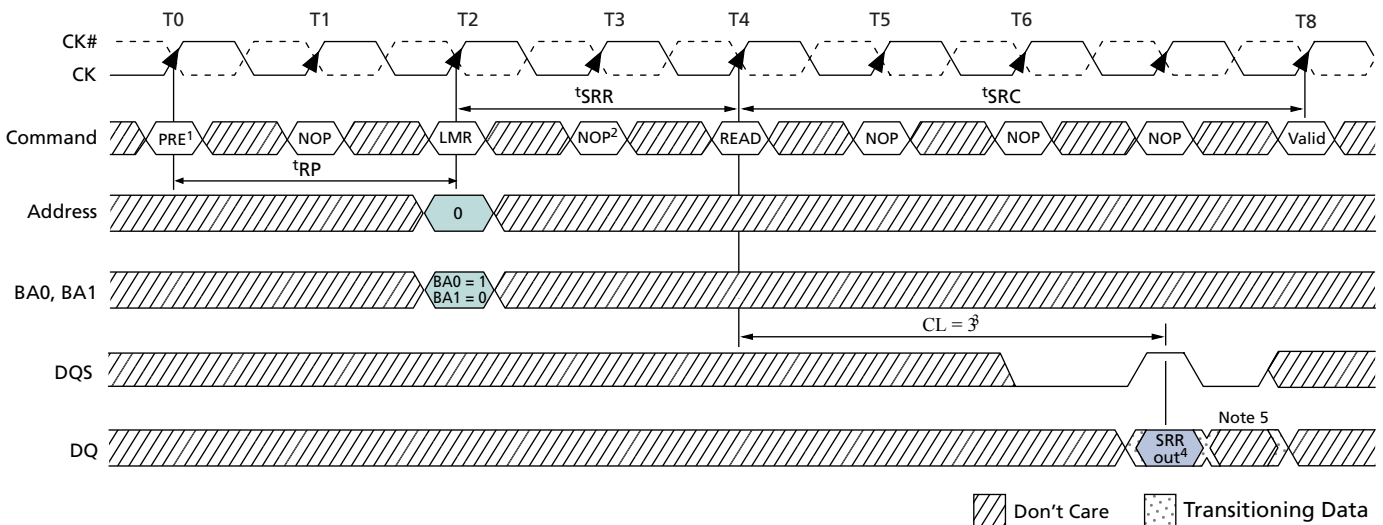 T0 T1 T2 T3 T4 T5 T6 T8
CK#
CK
tSRR tSRC
Command PRE1 NOP LMR NOP2 READ NOP NOP NOP Valid
tRP
Address 0
BA0, BA1 BA0 = 1
BA1 = 0
CL = 33
DQS
Note 5
DQ SRR
out4
Don't Care Transitioning Data